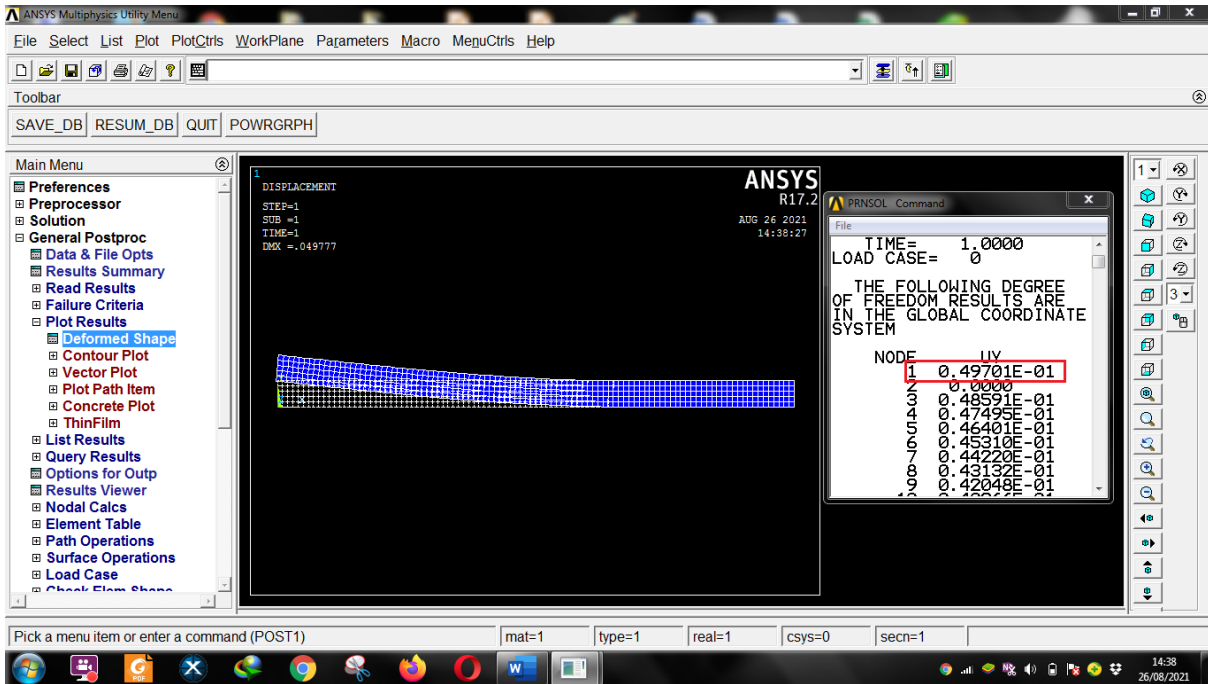 ANSYS Multiphysics Utility Menu
File Select List Plot PlotCtrls WorkPlane Parameters Macro MenuCtrls Help
Toolbar
SAVE_DB RESUM_DB QUIT POWRGRPH
Main Menu
Preferences
Preprocessor
Solution
General Postproc
Data & File Opts
Results Summary
Read Results
Failure Criteria
Plot Results
Deformed Shape
Contour Plot
Vector Plot
Plot Path Item
Concrete Plot
ThinFilm
List Results
Query Results
Options for Outp
Results Viewer
Nodal Calcs
Element Table
Path Operations
Surface Operations
Load Case
Check Elem Shape
1
DISPLACEMENT
STEP=1
SUB =1
TIME=1
DMX =.049777
ANSYS
R17.2
AUG 26 2021
14:38:27
X
PRNSOL Command
File
TIME= 1.0000
LOAD CASE= 0
THE FOLLOWING DEGREE
OF FREEDOM RESULTS ARE
IN THE GLOBAL COORDINATE
SYSTEM
NODE UY
1 0.49701E-01
2 0.0000
3 0.48591E-01
4 0.47495E-01
5 0.46401E-01
6 0.45310E-01
7 0.44220E-01
8 0.43132E-01
9 0.42048E-01
1
3
Pick a menu item or enter a command (POST1) mat=1 type=1 real=1 csys=0 secn=1
14:38
26/08/2021